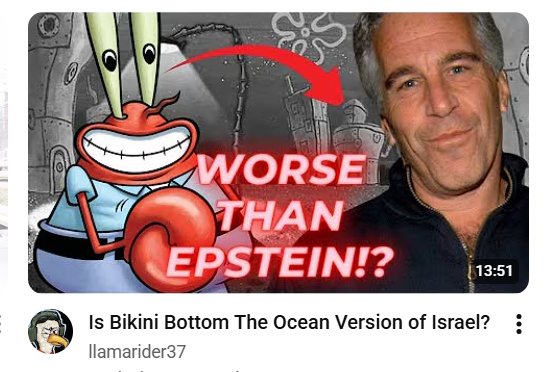 WORSE
THAN
EPSTEIN!?
13:51
Is Bikini Bottom The Ocean Version of Israel?
llamarider37